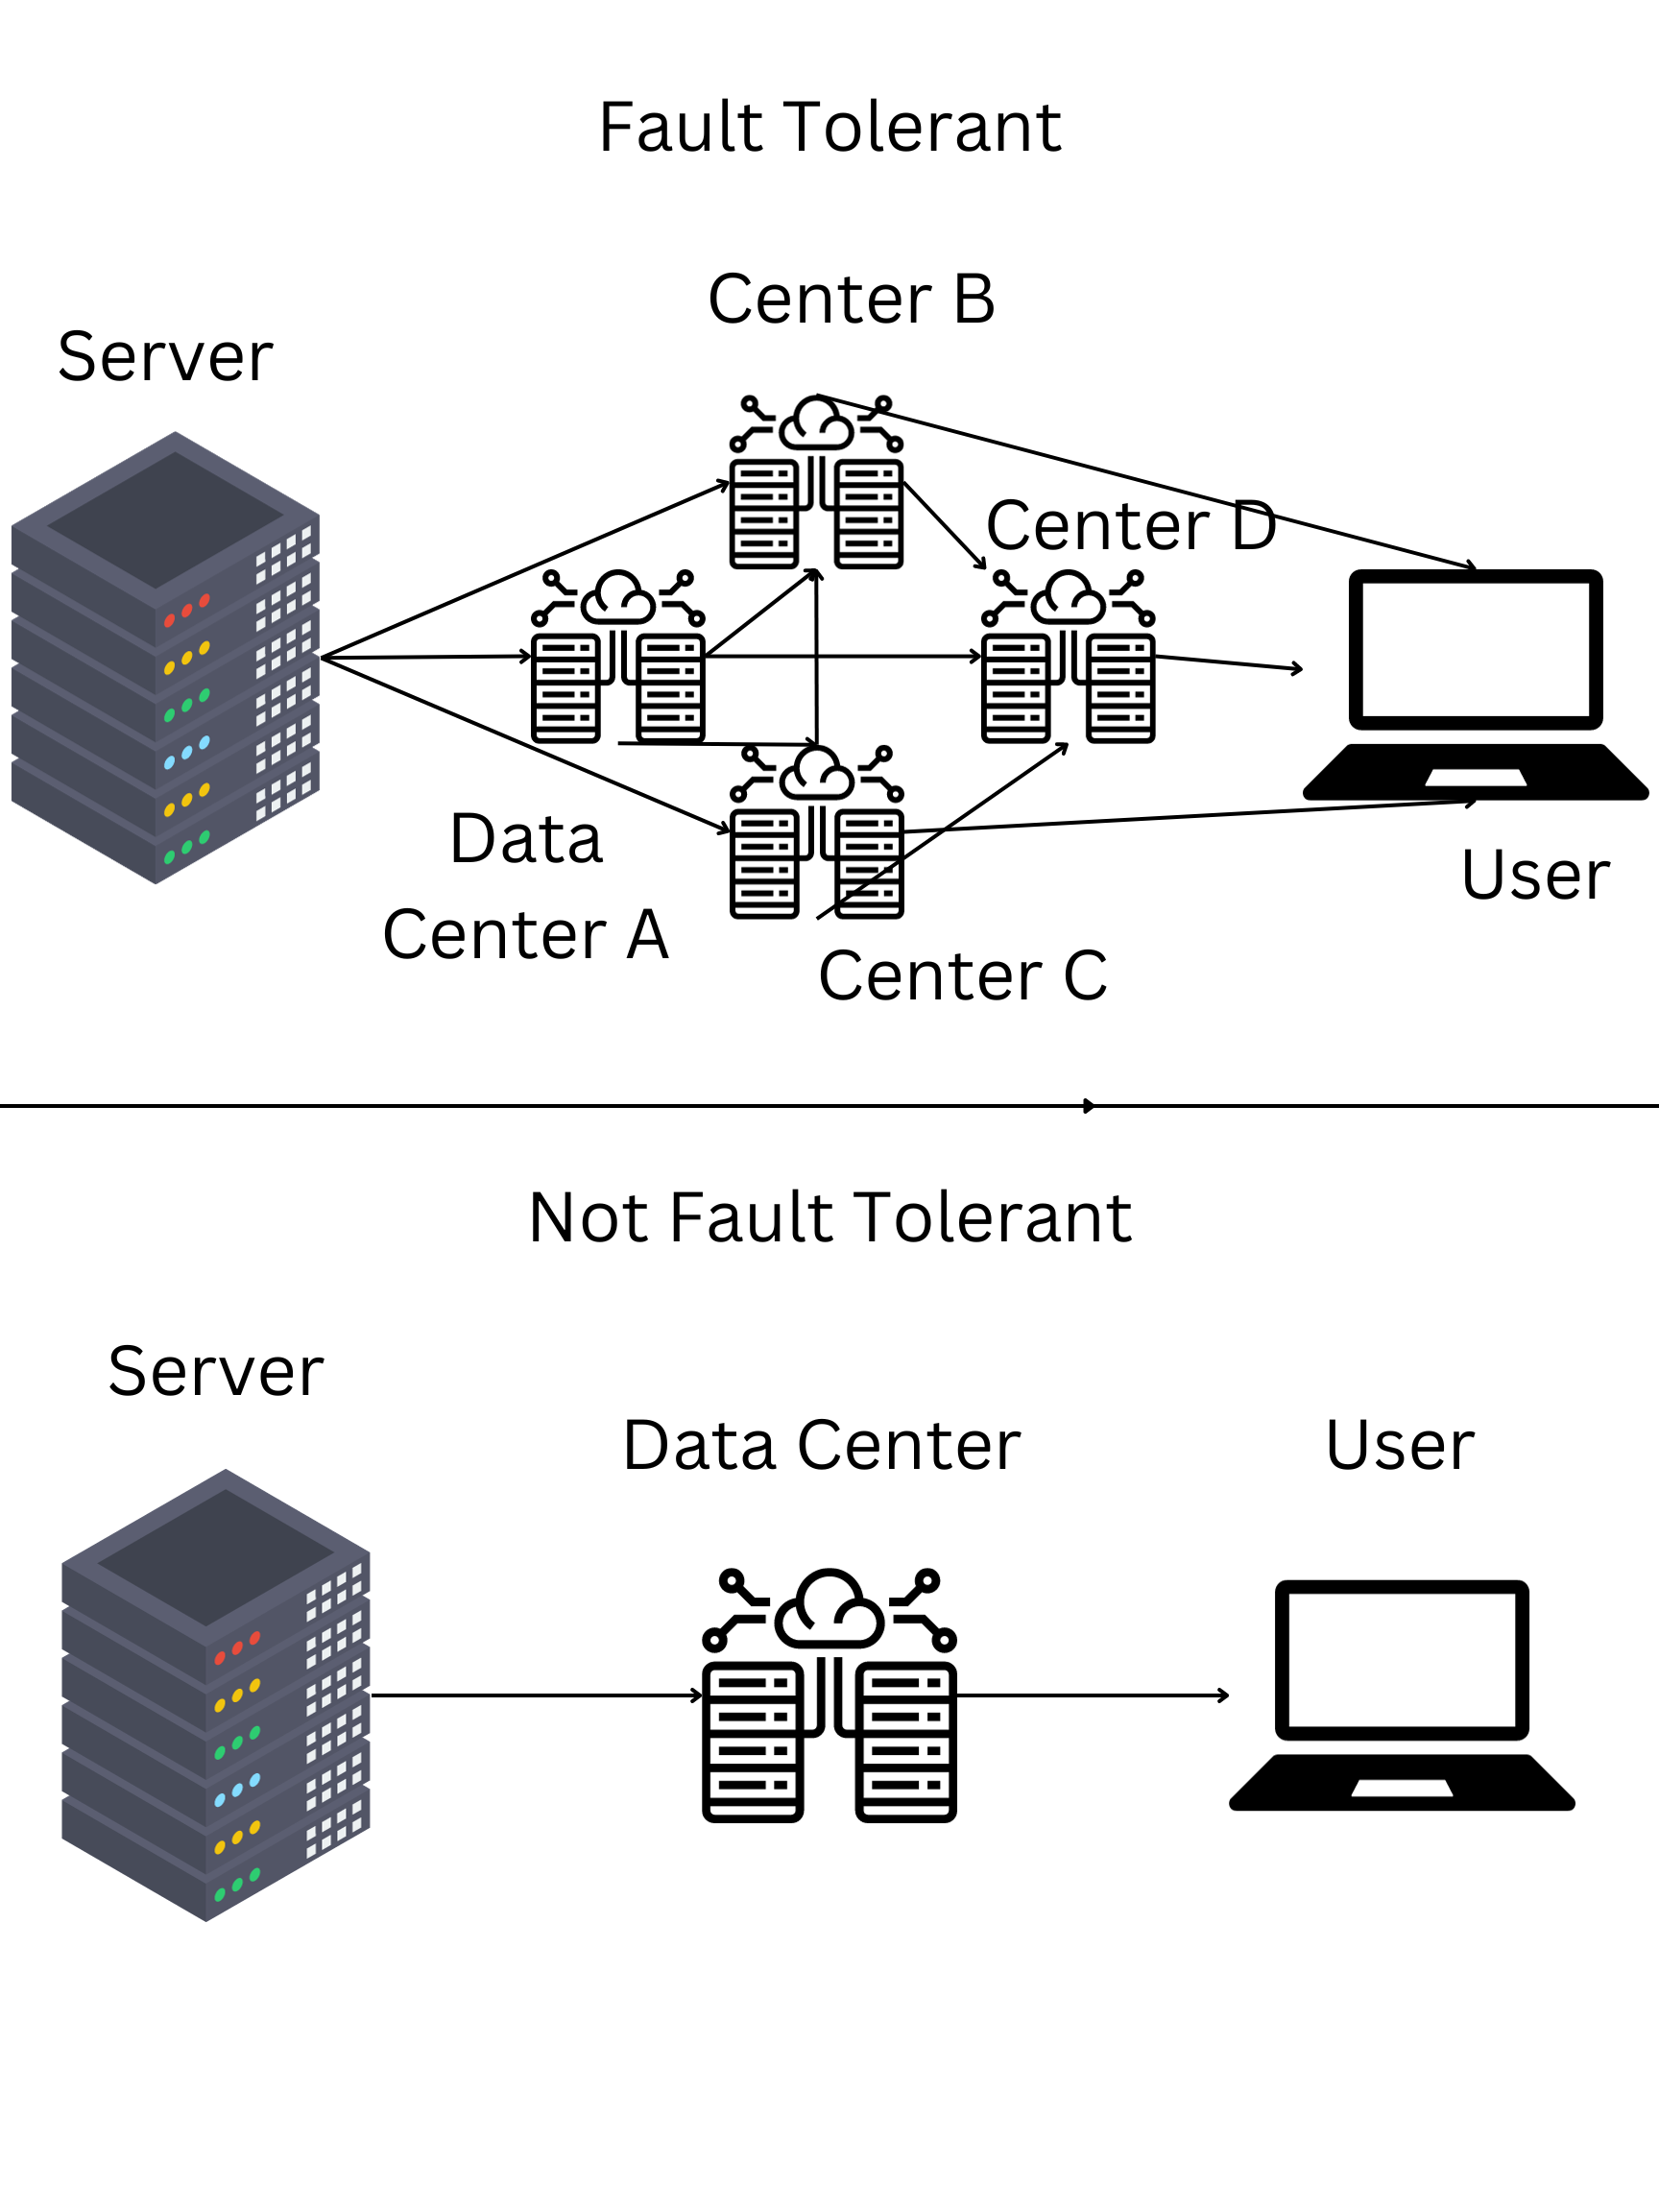 Fault Tolerant
Center B
Server
Center D
Data
Center A
User
Center C
Not Fault Tolerant
Server
Data Center
User